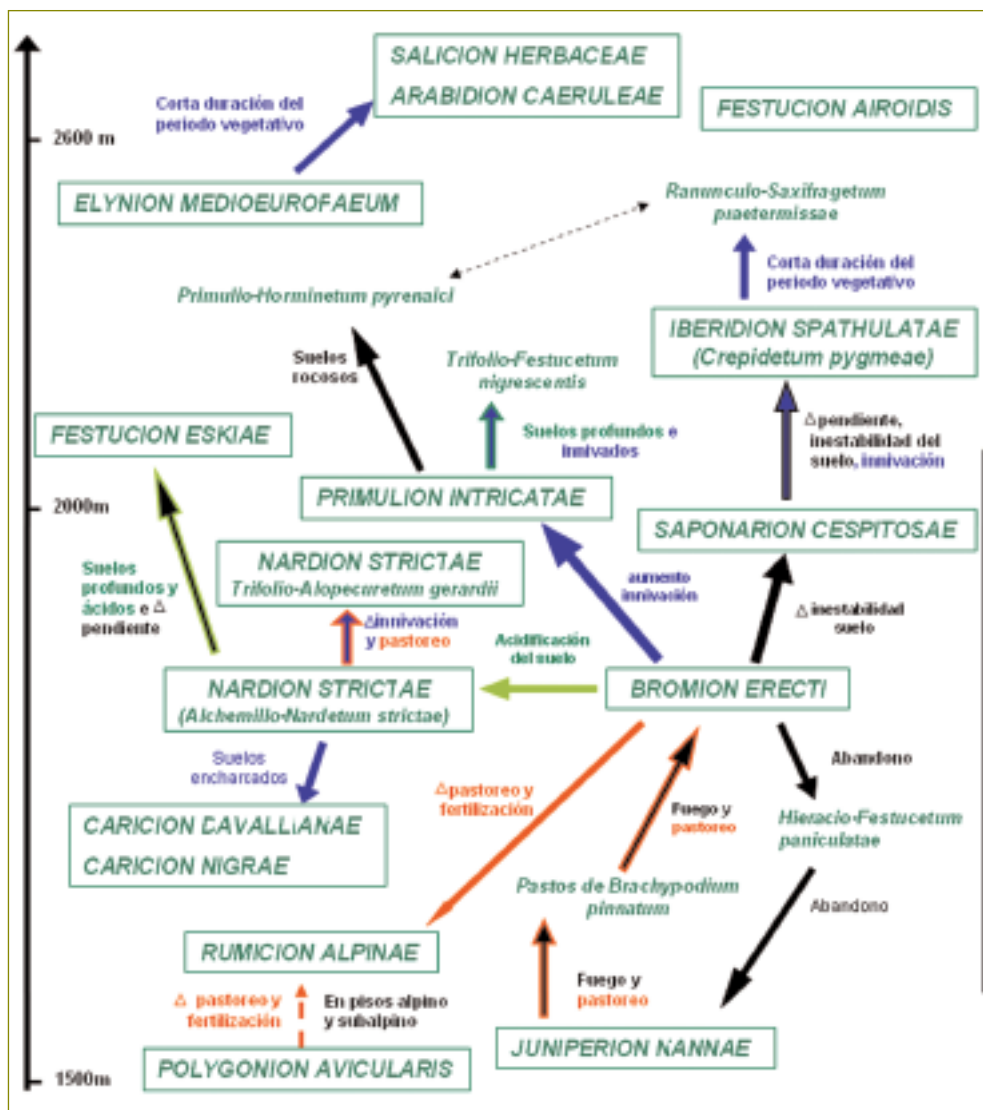 SALICION HERBACEAE
ARABIDION CAERULEAE
FESTUCION AIROIDIS
Corta duración del
periodo vegetativo
2600 m
ELYNION MEDIOEUROFAEUM
Ranunculo-Saxifragetum
praetermissae
Primulio-Horminetum pyrenaici
Corta duración del
periodo vegetativo
IBERIDION SPATHULATAE
(Crepidetum pygmeae)
Suelos
rocosos
Trifolio-Festucetum
nigrescentis
FESTUCION ESKIAE
Suelos profundos e
innivados
△pendiente,
inestabilidad del
suelo, innivación
PRIMULION INTRICATAE
2000m
SAPONARION CESPITOSAE
NARDION STRICTAE
Trifolio-Alopecuretum gerardii
Suelos
profundos y
ácidos e △
pendiente
aumento
innivación
△ inestabilidad
suelo
△innivación
y pastoreo
Acidificación
del suelo
NARDION STRICTAE
(Alchemillo-Nardetum strictae)
BROMION ERECTI
Suelos
encharcados
△pastoreo y
fertilización
Fuego y
pastoreo
Abandono
CARICION DAVALLIANAE
CARICION NIGRAE
Hieracio-Festucetum
paniculatae
Pastos de Brachypodium
pinnatum
Abandono
RUMICION ALPINAE
△ pastoreo y
fertilización
En pisos alpino
y subalpino
Fuego y
pastoreo
JUNIPERION NANNAE
POLYGONION AVICULARIS
1500m